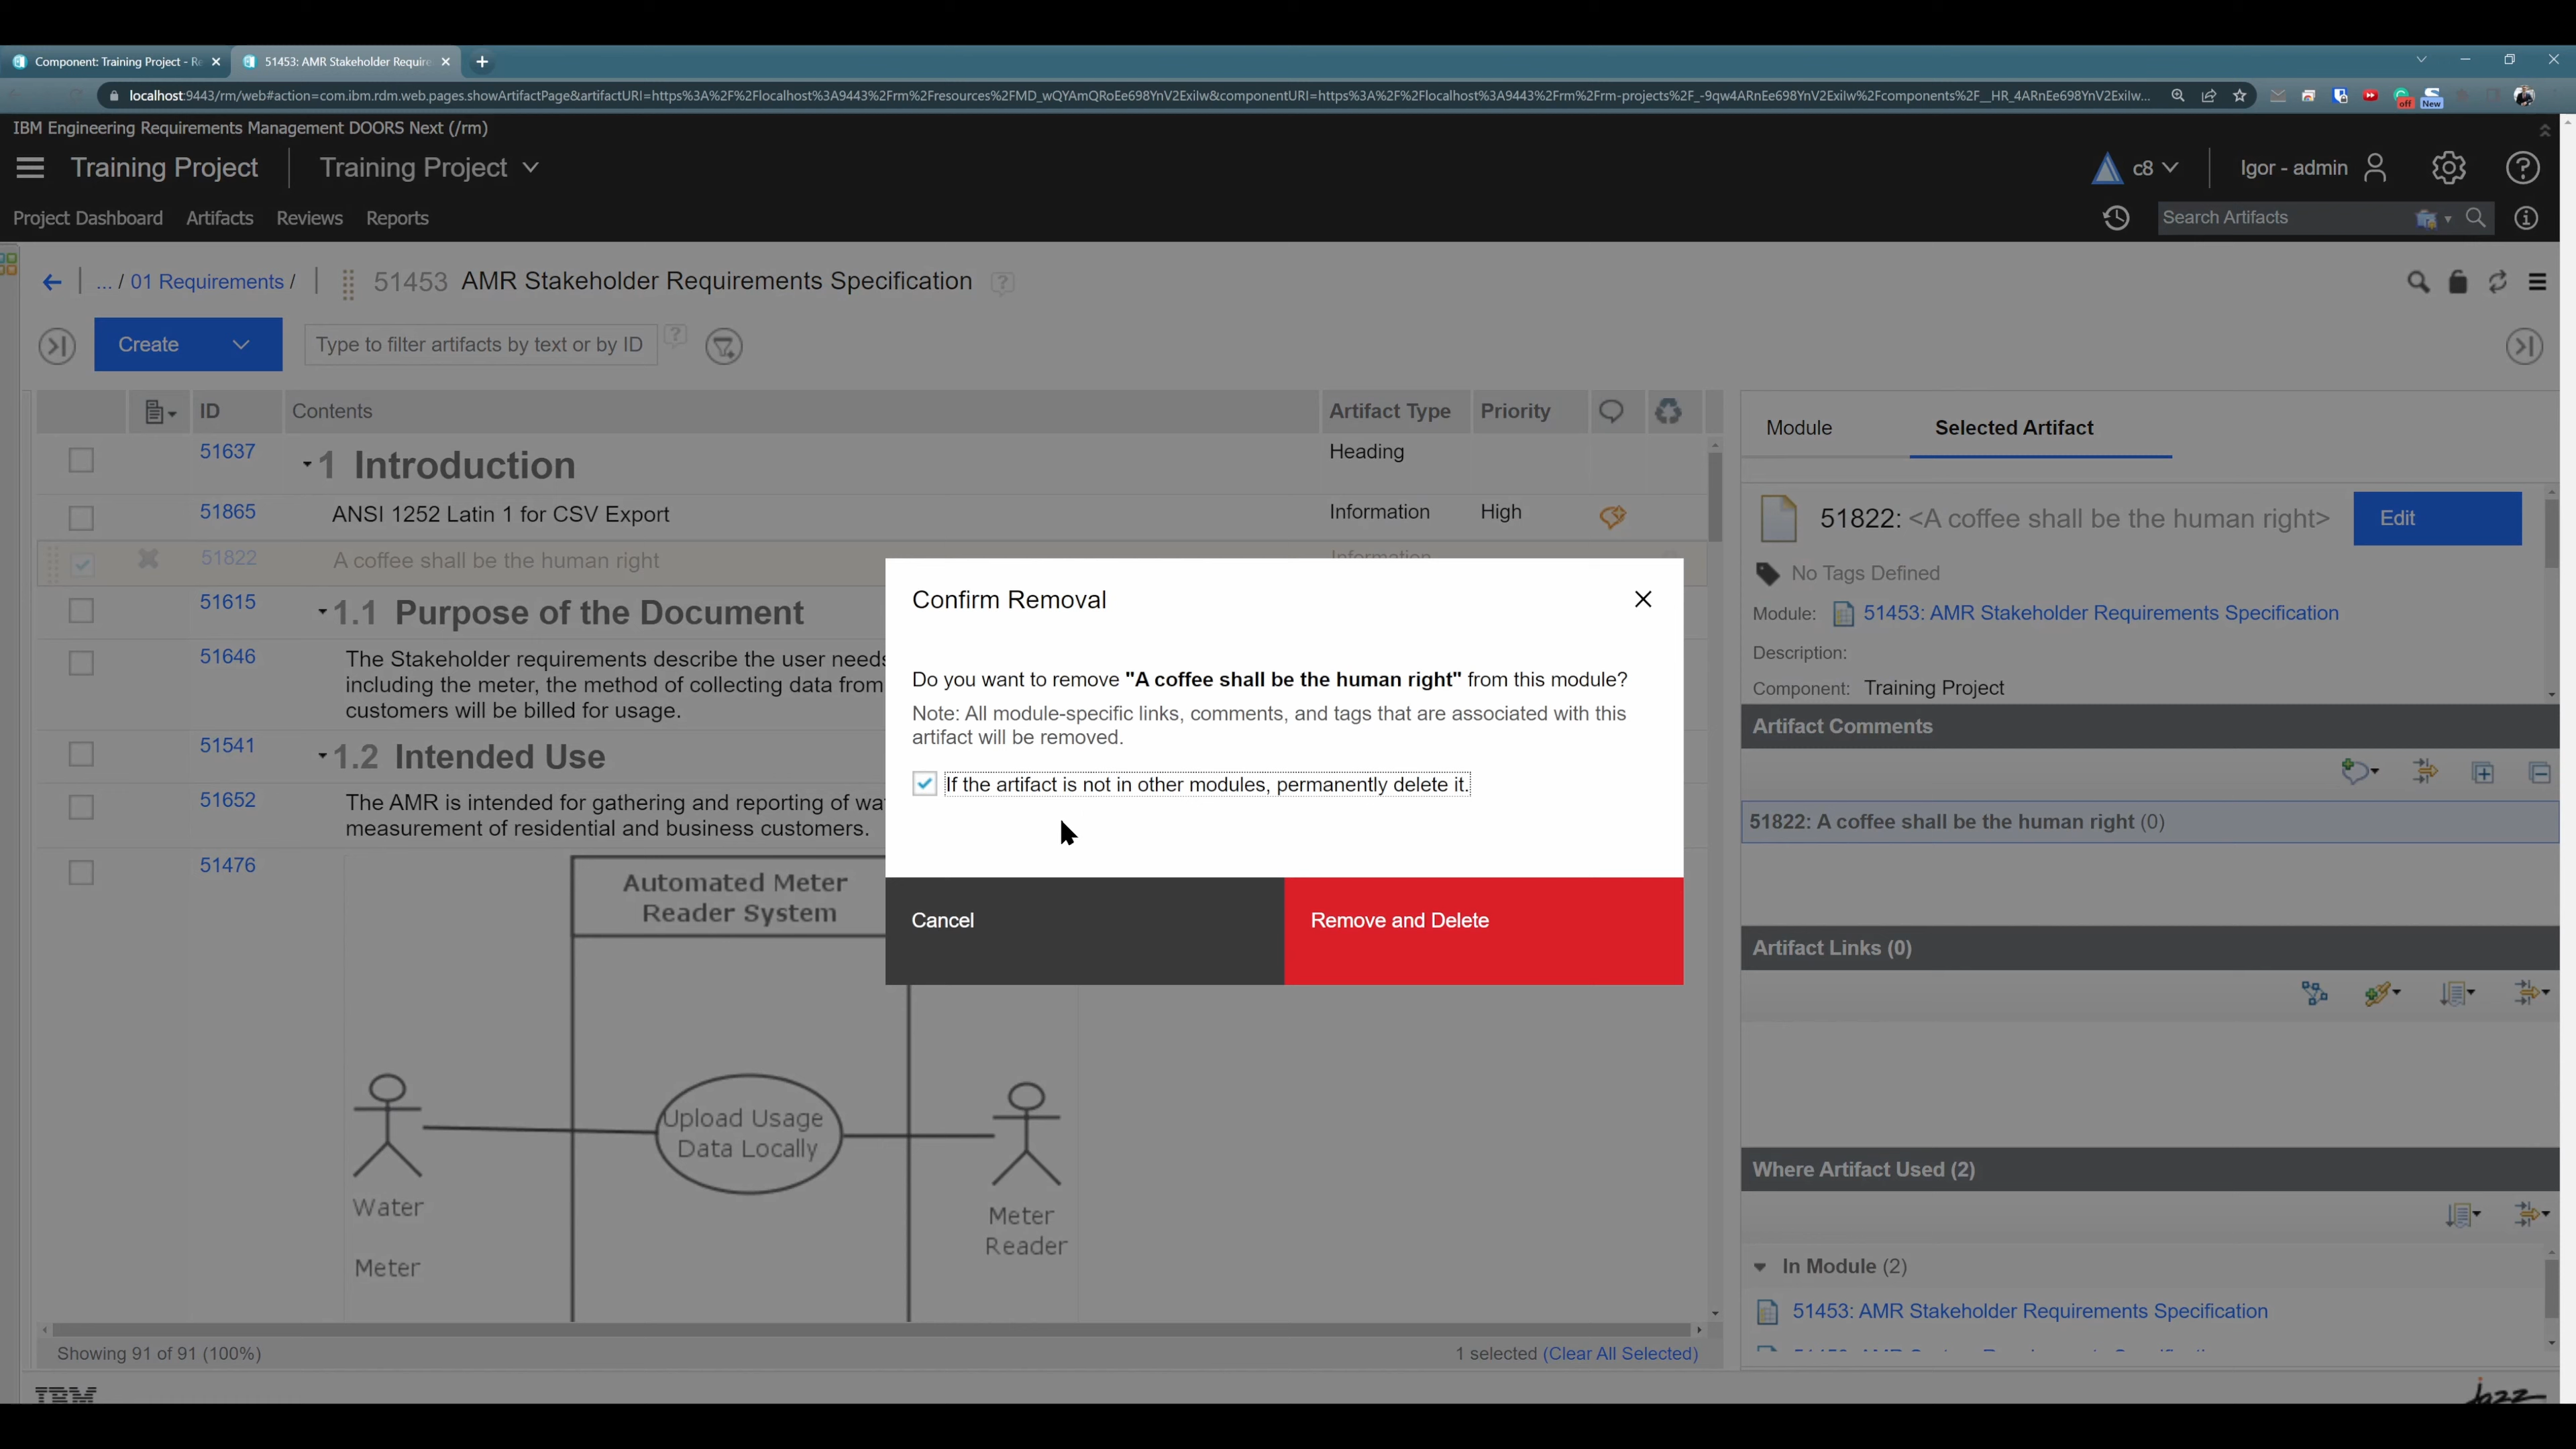 Component: Training Project - Re
51453: AMR Stakeholder Require
localhost:9443/rm/web#action=com.ibm.rdm.web.pages.showArtifactPage&artifactURI=https%3A%2F%2Flocalhost%3A9443%2Frm%2Fresources%2FMD_wQYAmQRoEe698YnV2Exilw&componentURI=https%3A%2F%2Flocalhost%3A9443%2Frm%2Frm-projects%2F_-9qw4ARnEe698YnV2Exilw%2Fcomponents%2F__HR_4ARnEe698YnV2Exilw...
off
New
IBM Engineering Requirements Management DOORS Next (/rm)
Training Project
Training Project
c8
Igor - admin
Project Dashboard
Artifacts
Reviews
Reports
Search Artifacts
... / 01 Requirements /
51453 AMR Stakeholder Requirements Specification
Create
Type to filter artifacts by text or by ID
ID
Contents
Artifact Type
Priority
51637
1 Introduction
Heading
51865
ANSI 1252 Latin 1 for CSV Export
Information
High
51822
A coffee shall be the human right
Information
51615
1.1 Purpose of the Document
51646
The Stakeholder requirements describe the user needs
including the meter, the method of collecting data from
customers will be billed for usage.
51541
1.2 Intended Use
51652
The AMR is intended for gathering and reporting of wa
measurement of residential and business customers.
51476
Automated Meter
Reader System
Upload Usage
Data Locally
Water
Meter
Meter
Reader
Showing 91 of 91 (100%)
1 selected (Clear All Selected)
IBM
Confirm Removal
Do you want to remove "A coffee shall be the human right" from this module?
Note: All module-specific links, comments, and tags that are associated with this
artifact will be removed.
If the artifact is not in other modules, permanently delete it.
Cancel
Remove and Delete
Module
Selected Artifact
51822: <A coffee shall be the human right>
Edit
No Tags Defined
Module: 51453: AMR Stakeholder Requirements Specification
Description:
Component: Training Project
Artifact Comments
51822: A coffee shall be the human right (0)
Artifact Links (0)
Where Artifact Used (2)
In Module (2)
51453: AMR Stakeholder Requirements Specification
jazz